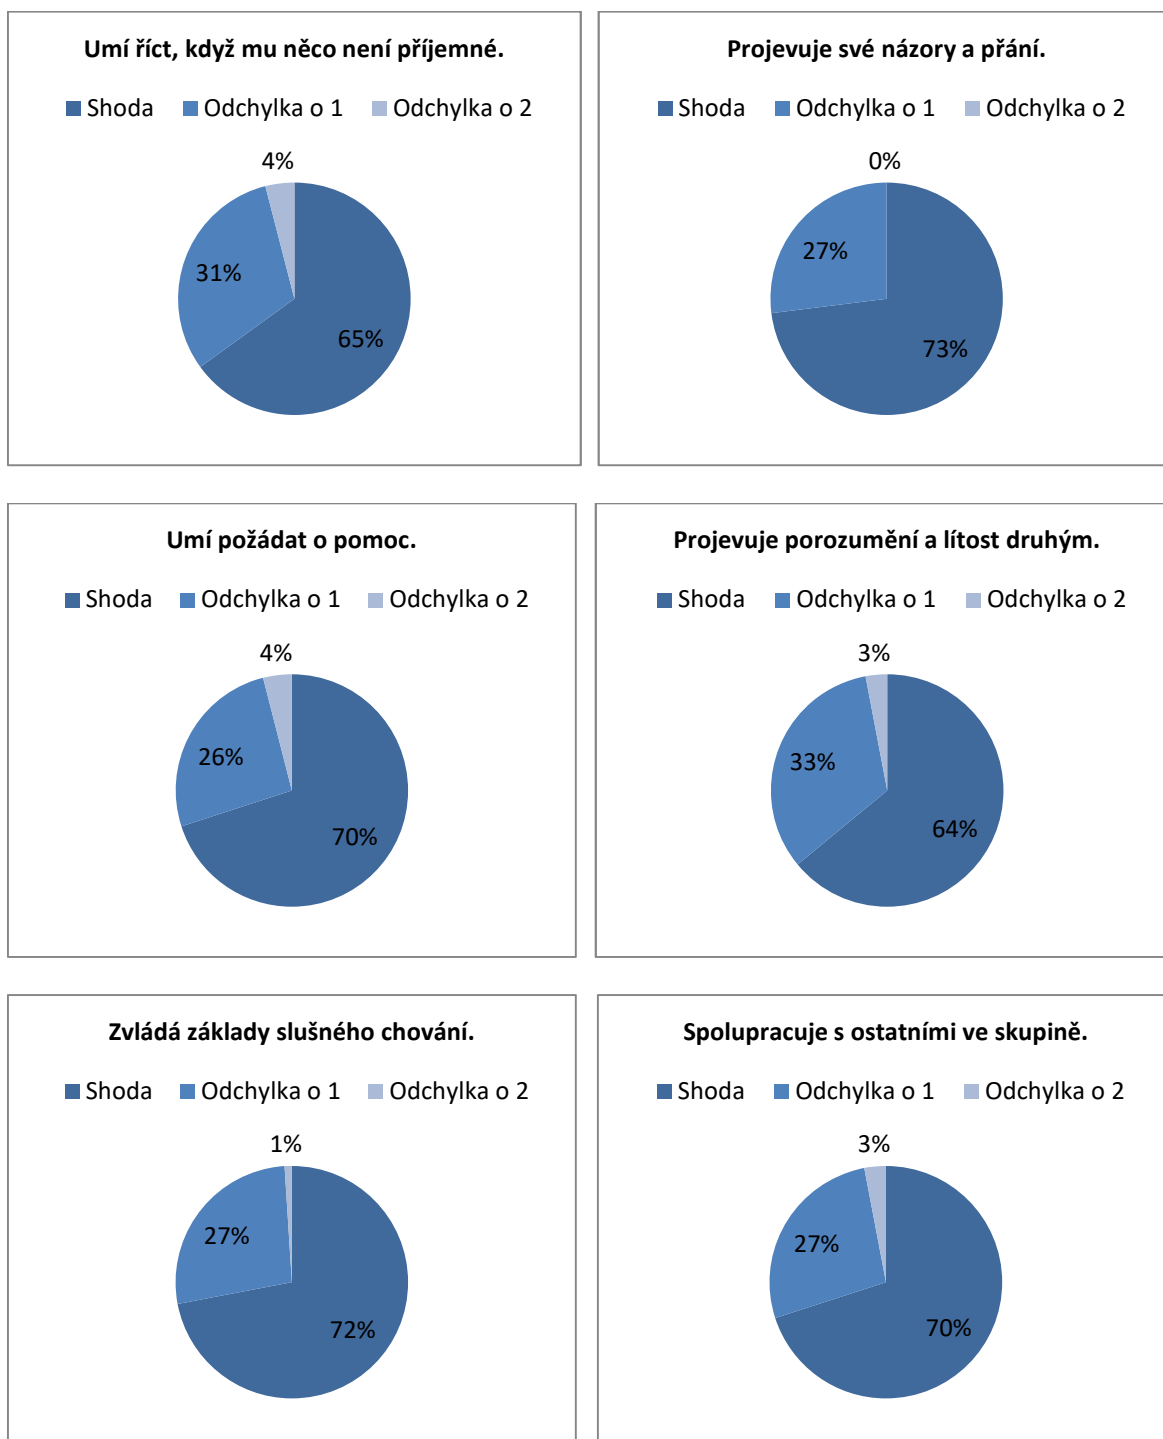 Umí říct, když mu něco není příjemné.
Shoda Odchylka o 1 Odchylka o 2
4%
31%
65%
Projevuje své názory a přání.
Shoda Odchylka o 1 Odchylka o 2
0%
27%
73%
Umí požádat o pomoc.
Shoda Odchylka o 1 Odchylka o 2
4%
26%
70%
Projevuje porozumění a lítost druhým.
Shoda Odchylka o 1 Odchylka o 2
3%
33%
64%
Zvládá základy slušného chování.
Shoda Odchylka o 1 Odchylka o 2
1%
27%
72%
Spolupracuje s ostatními ve skupině.
Shoda Odchylka o 1 Odchylka o 2
3%
27%
70%